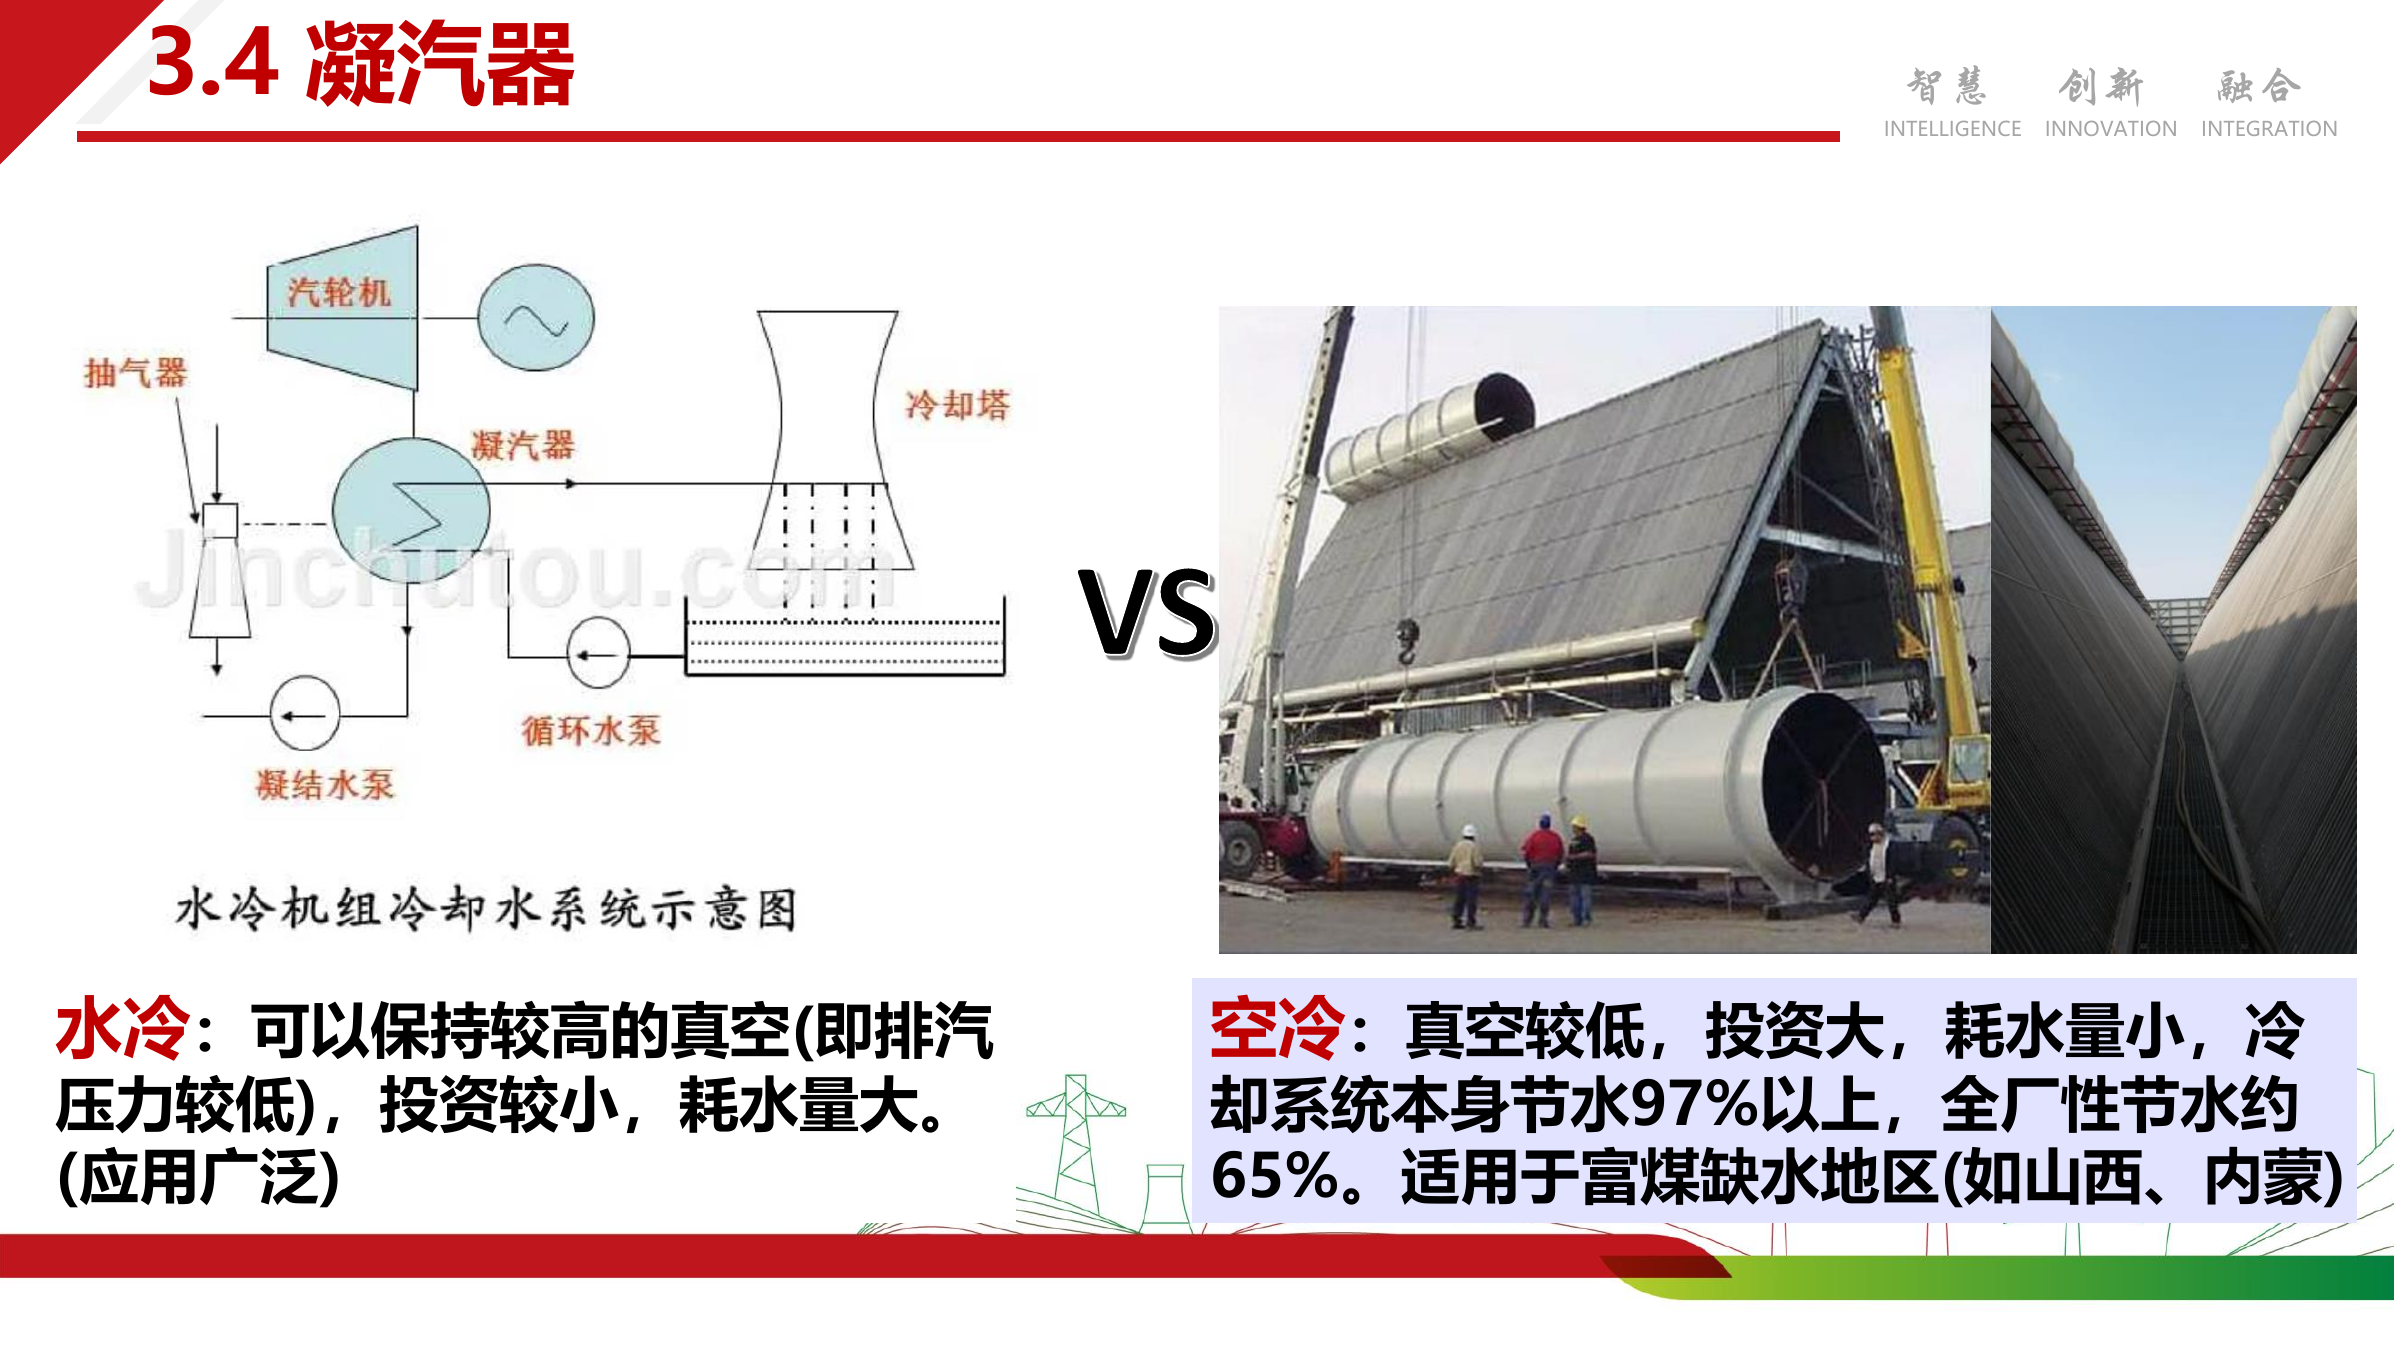 3.4 凝汽器
智慧 创新 融合
INTELLIGENCE INNOVATION INTEGRATION
汽轮机
抽气器
凝汽器
冷却塔
Jinchutou.com
VS
循环水泵
凝结水泵
水冷机组冷却水系统示意图
水冷：可以保持较高的真空(即排汽
压力较低)，投资较小，耗水量大。
(应用广泛)
空冷：真空较低，投资大，耗水量小，冷
却系统本身节水97%以上，全厂性节水约
65%。适用于富煤缺水地区(如山西、内蒙)